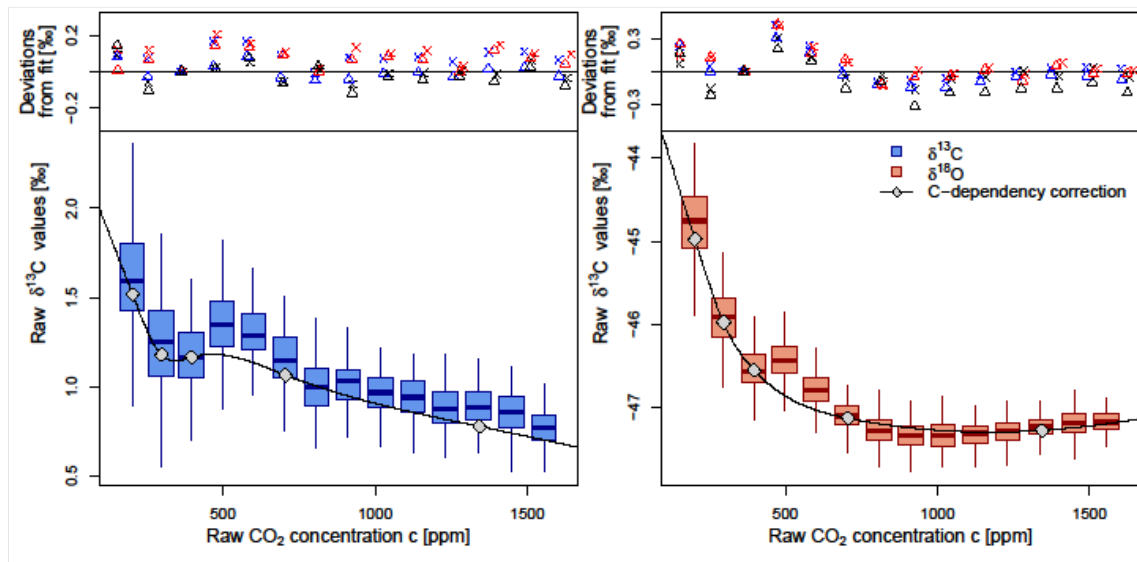 Deviations
from fit [‰]
0.2
−0.2
Deviations
from fit [‰]
0.3
−0.3
Raw δ¹³C values [‰]
2.0
1.5
1.0
0.5
Raw δ¹³C values [‰]
−44
−45
−46
−47
δ¹³C
δ¹⁸O
C−dependency correction
500
1000
1500
Raw CO₂ concentration c [ppm]
500
1000
1500
Raw CO₂ concentration c [ppm]